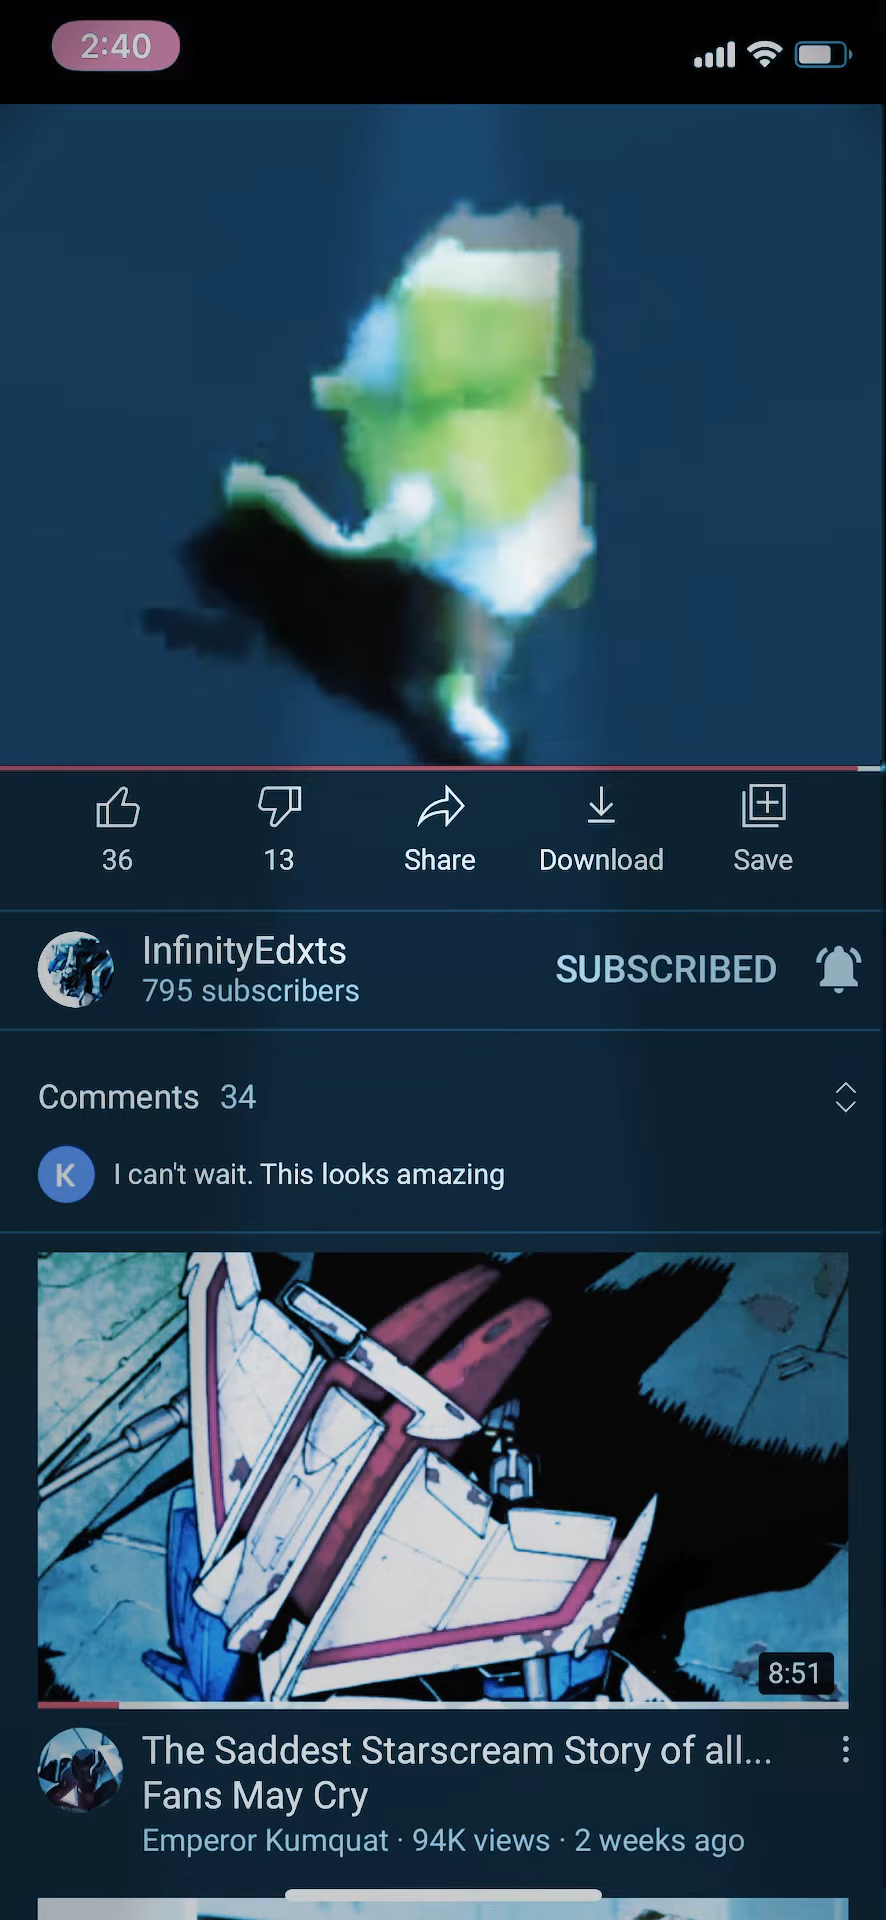 2:40
36
13
Share
Download
Save
InfinityEdxts
795 subscribers
SUBSCRIBED
Comments 34
K
I can't wait. This looks amazing
8:51
The Saddest Starscream Story of all...
Fans May Cry
Emperor Kumquat · 94K views · 2 weeks ago